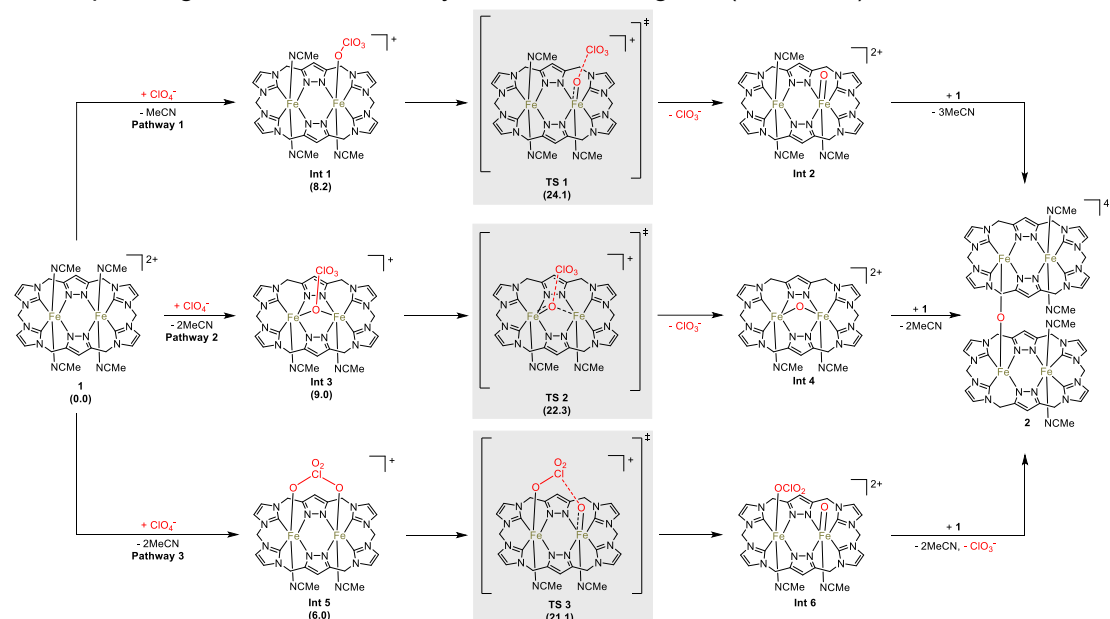 + ClO4-
- MeCN
Pathway 1
NCMe
O
ClO3
+
Fe
Fe
N N
N N
NCMe
NCMe
Int 1
(8.2)
NCMe
ClO3
+
‡
O
Fe
Fe
NCMe
NCMe
TS 1
(24.1)
- ClO3-
2+
NCMe
O
Fe
Fe
NCMe
NCMe
Int 2
+ 1
- 3MeCN
2+
NCMe NCMe
Fe
Fe
NCMe NCMe
1
(0.0)
+ ClO4-
- 2MeCN
Pathway 2
ClO3
+
O
Fe
Fe
NCMe NCMe
Int 3
(9.0)
ClO3
+
‡
O
Fe
Fe
NCMe NCMe
TS 2
(22.3)
- ClO3-
2+
O
Fe
Fe
NCMe NCMe
Int 4
+ 1
- 2MeCN
4
NCMe
Fe
Fe
NCMe
O
NCMe
Fe
Fe
NCMe
2
+ ClO4-
- 2MeCN
Pathway 3
O2
Cl
O
O
+
Fe
Fe
NCMe NCMe
Int 5
(6.0)
O2
Cl
O
O
+
‡
Fe
Fe
NCMe NCMe
TS 3
(21.1)
2+
OClO2
O
Fe
Fe
NCMe NCMe
Int 6
+ 1
- 2MeCN, - ClO3-